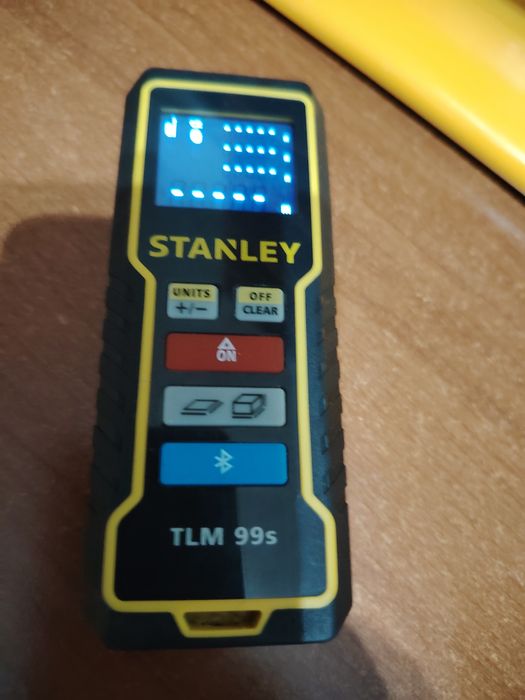 STANLEY
UNITS
+/−
OFF
CLEAR
ON
TLM 99s